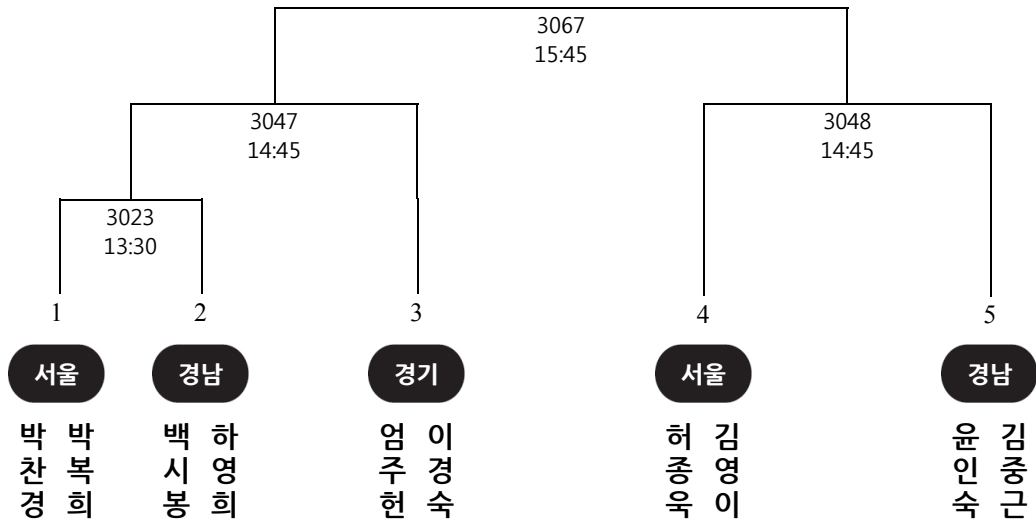 3067
15:45
3047
14:45
3048
14:45
3023
13:30
1
2
3
4
5
서울
경남
경기
서울
경남
박찬경
박복희
백시봉
하영희
엄주헌
이경숙
허종욱
김영이
윤인숙
김중근